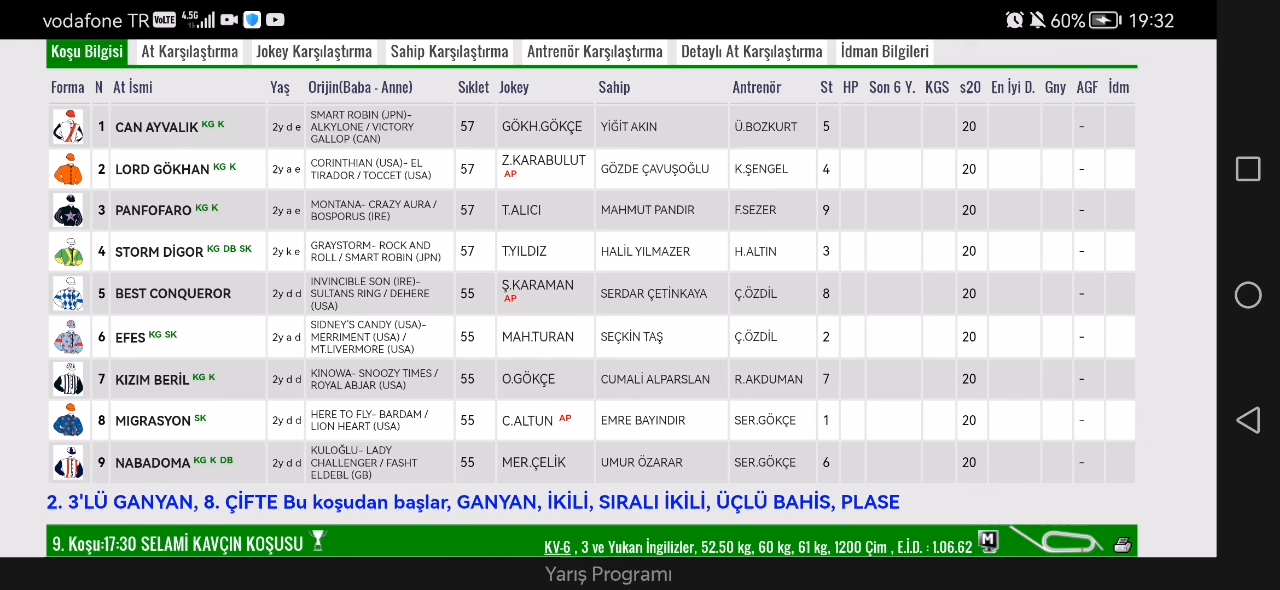 vodafone TR VoLTE 4.5G 60% 19:32
Koşu Bilgisi At Karşılaştırma Jokey Karşılaştırma Sahip Karşılaştırma Antrenör Karşılaştırma Detaylı At Karşılaştırma İdman Bilgileri
Forma N At İsmi Yaş Orijin(Baba - Anne) Sıklet Jokey Sahip Antrenör St HP Son 6 Y. KGS s20 En İyi D. Gny AGF İdm
1 CAN AYVALIK KG K 2y d e SMART ROBIN (JPN)- ALKYLONE / VICTORY GALLOP (CAN) 57 GÖKH.GÖKÇE YİĞİT AKIN Ü.BOZKURT 5 20 -
2 LORD GÖKHAN KG K 2y a e CORINTHIAN (USA)- EL TIRADOR / TOCCET (USA) 57 Z.KARABULUT AP GÖZDE ÇAVUŞOĞLU K.ŞENGEL 4 20 -
3 PANFOFARO KG K 2y a e MONTANA- CRAZY AURA / BOSPORUS (IRE) 57 T.ALICI MAHMUT PANDIR F.SEZER 9 20 -
4 STORM DİGOR KG DB SK 2y k e GRAYSTORM- ROCK AND ROLL / SMART ROBIN (JPN) 57 T.YILDIZ HALİL YILMAZER H.ALTIN 3 20 -
5 BEST CONQUEROR 2y d d INVINCIBLE SON (IRE)- SULTANS RING / DEHERE (USA) 55 Ş.KARAMAN AP SERDAR ÇETİNKAYA Ç.ÖZDİL 8 20 -
6 EFES KG SK 2y a d SIDNEY'S CANDY (USA)- MERRIMENT (USA) / MT.LIVERMORE (USA) 55 MAH.TURAN SEÇKİN TAŞ Ç.ÖZDİL 2 20 -
7 KIZIM BERİL KG K 2y d d KINOWA- SNOOZY TIMES / ROYAL ABJAR (USA) 55 O.GÖKÇE CUMALİ ALPARSLAN R.AKDUMAN 7 20 -
8 MIGRASYON SK 2y d d HERE TO FLY- BARDAM / LION HEART (USA) 55 C.ALTUN AP EMRE BAYINDIR SER.GÖKÇE 1 20 -
9 NABADOMA KG K DB 2y d d KULOĞLU- LADY CHALLENGER / FASHT ELDEBL (GB) 55 MER.ÇELİK UMUR ÖZARAR SER.GÖKÇE 6 20 -
2. 3'LÜ GANYAN, 8. ÇİFTE Bu koşudan başlar, GANYAN, İKİLİ, SIRALI İKİLİ, ÜÇLÜ BAHİS, PLASE
9. Koşu:17:30 SELAMİ KAVÇIN KOŞUSU KV-6 , 3 ve Yukarı İngilizler, 52.50 kg, 60 kg, 61 kg, 1200 Çim , E.İ.D. : 1.06.62 M
Yarış Programı